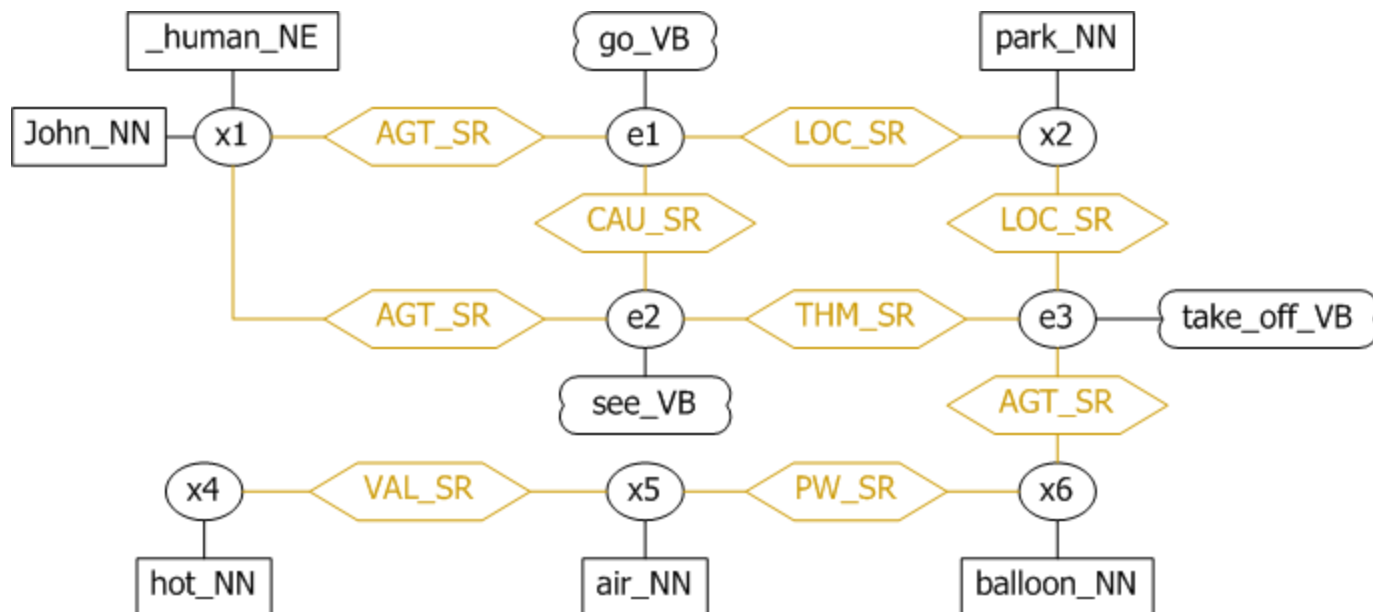 _human_NE
go_VB
park_NN
John_NN
x1
AGT_SR
e1
LOC_SR
x2
CAU_SR
LOC_SR
AGT_SR
e2
THM_SR
e3
take_off_VB
see_VB
AGT_SR
x4
VAL_SR
x5
PW_SR
x6
hot_NN
air_NN
balloon_NN